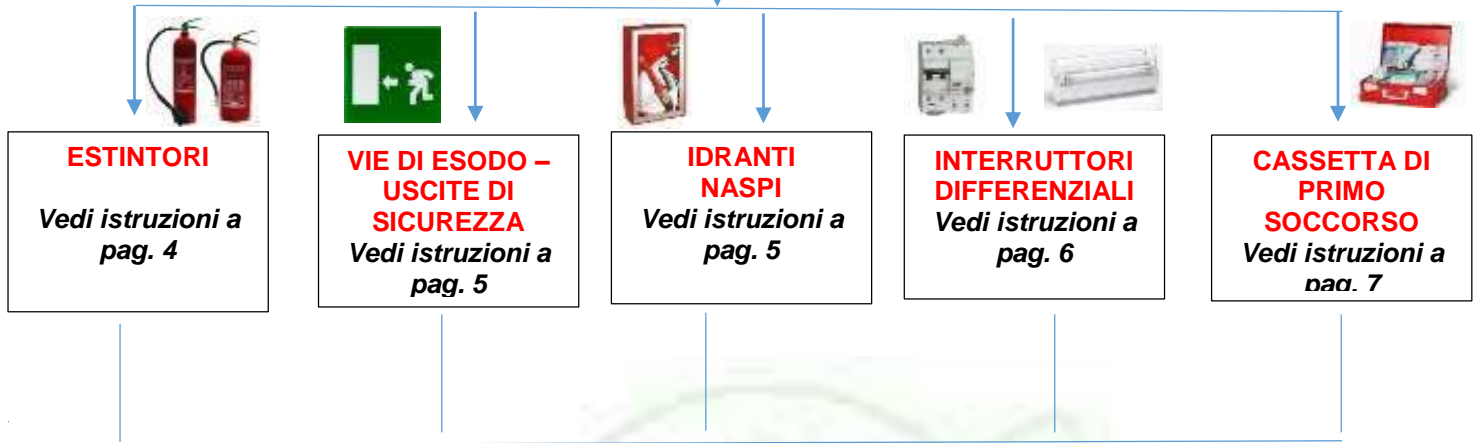 ESTINTORI
Vedi istruzioni a
pag. 4
VIE DI ESODO –
USCITE DI
SICUREZZA
Vedi istruzioni a
pag. 5
IDRANTI
NASPI
Vedi istruzioni a
pag. 5
INTERRUTTORI
DIFFERENZIALI
Vedi istruzioni a
pag. 6
CASSETTA DI
PRIMO
SOCCORSO
Vedi istruzioni a
pag. 7